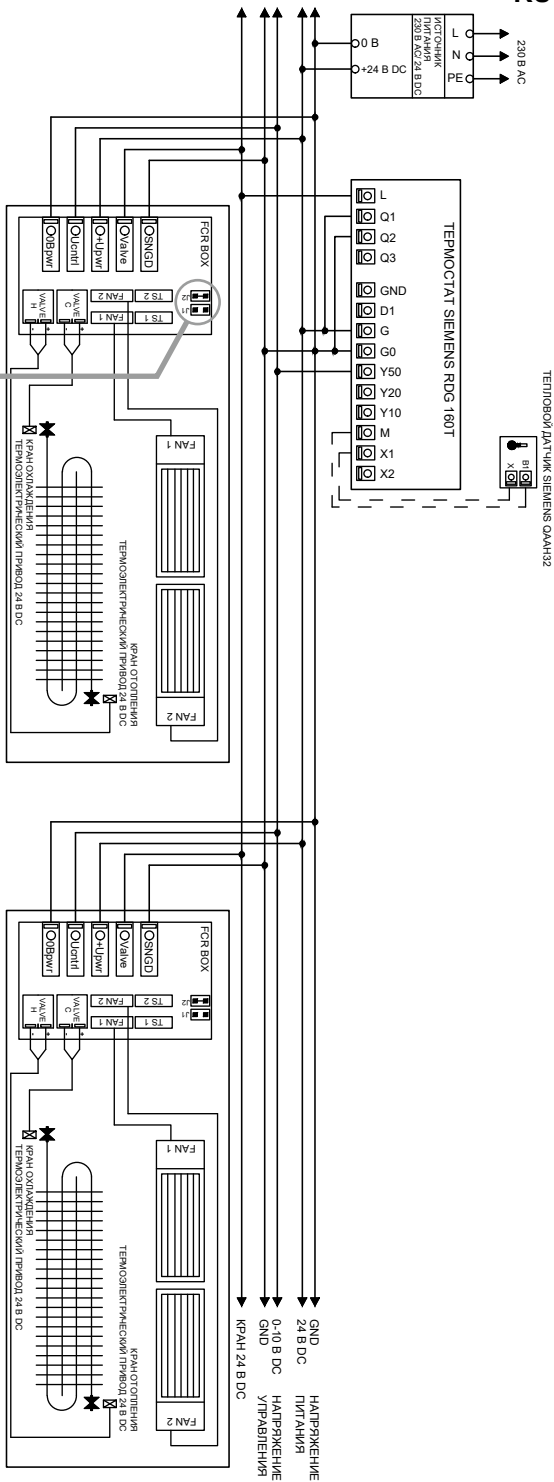 230 В AC
L
N
PE
ИСТОЧНИК
ПИТАНИЯ
230 В AC/ 24 В DC
0 В
+24 В DC
ТЕРМОСТАТ SIEMENS RDG 160T
L
Q1
Q2
Q3
GND
D1
G
G0
Y50
Y20
Y10
M
X1
X2
ТЕПЛОВОЙ ДАТЧИК SIEMENS QAAH32
B1
X
FCR BOX
SNGD
Valve
+Upwr
Ucntrl
0Bpwr
J2
J1
TS 2
TS 1
FAN 2
FAN 1
VALVE
C
+
-
VALVE
H
+
-
FAN 1
FAN 2
КРАН ОТОПЛЕНИЯ
ТЕРМОЭЛЕКТРИЧЕСКИЙ ПРИВОД 24 В DC
КРАН ОХЛАЖДЕНИЯ
ТЕРМОЭЛЕКТРИЧЕСКИЙ ПРИВОД 24 В DC
FCR BOX
SNGD
Valve
+Upwr
Ucntrl
0Bpwr
J2
J1
TS 2
TS 1
FAN 2
FAN 1
VALVE
C
+
-
VALVE
H
+
-
FAN 1
FAN 2
КРАН ОТОПЛЕНИЯ
ТЕРМОЭЛЕКТРИЧЕСКИЙ ПРИВОД 24 В DC
КРАН ОХЛАЖДЕНИЯ
ТЕРМОЭЛЕКТРИЧЕСКИЙ ПРИВОД 24 В DC
GND НАПРЯЖЕНИЕ
24 В DC ПИТАНИЯ
0-10 В DC НАПРЯЖЕНИЕ
GND УПРАВЛЕНИЯ
КРАН 24 В DC